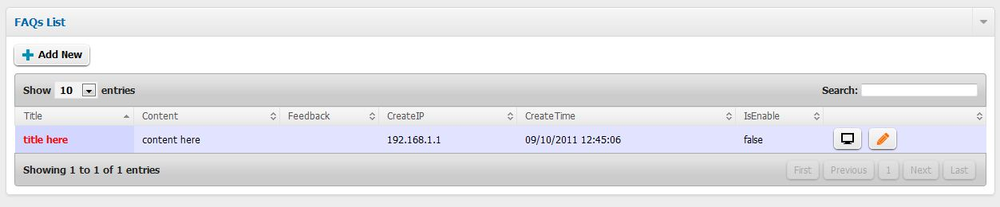 FAQs List
Add New
Show 10 entries Search:
Title Content Feedback CreateIP CreateTime IsEnable
title here content here 192.168.1.1 09/10/2011 12:45:06 false
Showing 1 to 1 of 1 entries First Previous 1 Next Last